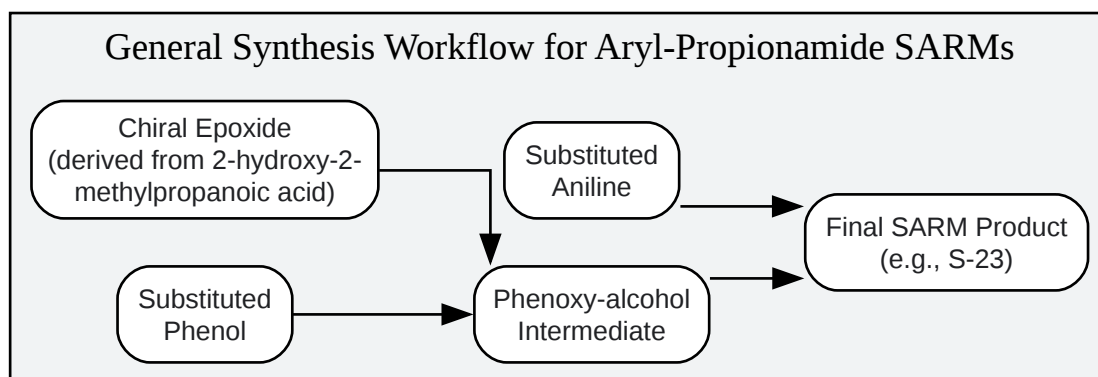 General Synthesis Workflow for Aryl-Propionamide SARMs
Chiral Epoxide
(derived from 2-hydroxy-2-
methylpropanoic acid)
Substituted
Aniline
Final SARM Product
(e.g., S-23)
Substituted
Phenol
Phenoxy-alcohol
Intermediate